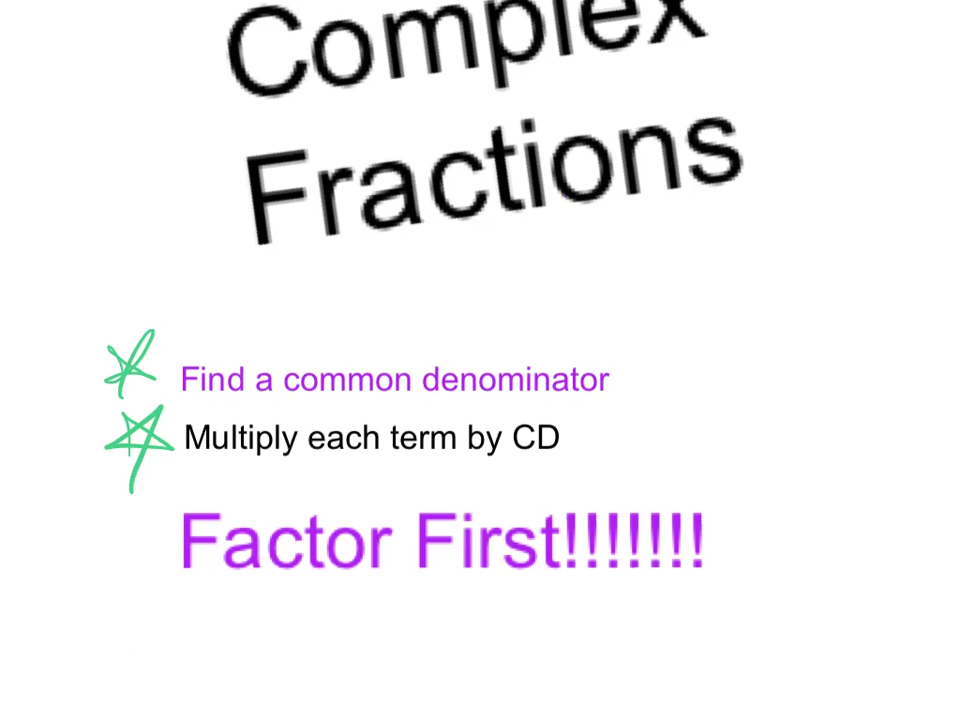 Complex
Fractions
Find a common denominator
Multiply each term by CD
Factor First!!!!!!!